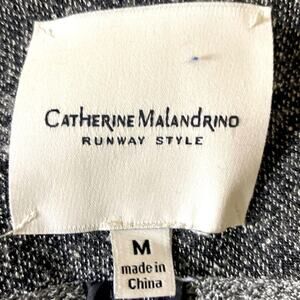 CATHERINE MALANDRINO
RUNWAY STYLE
M
made in
China